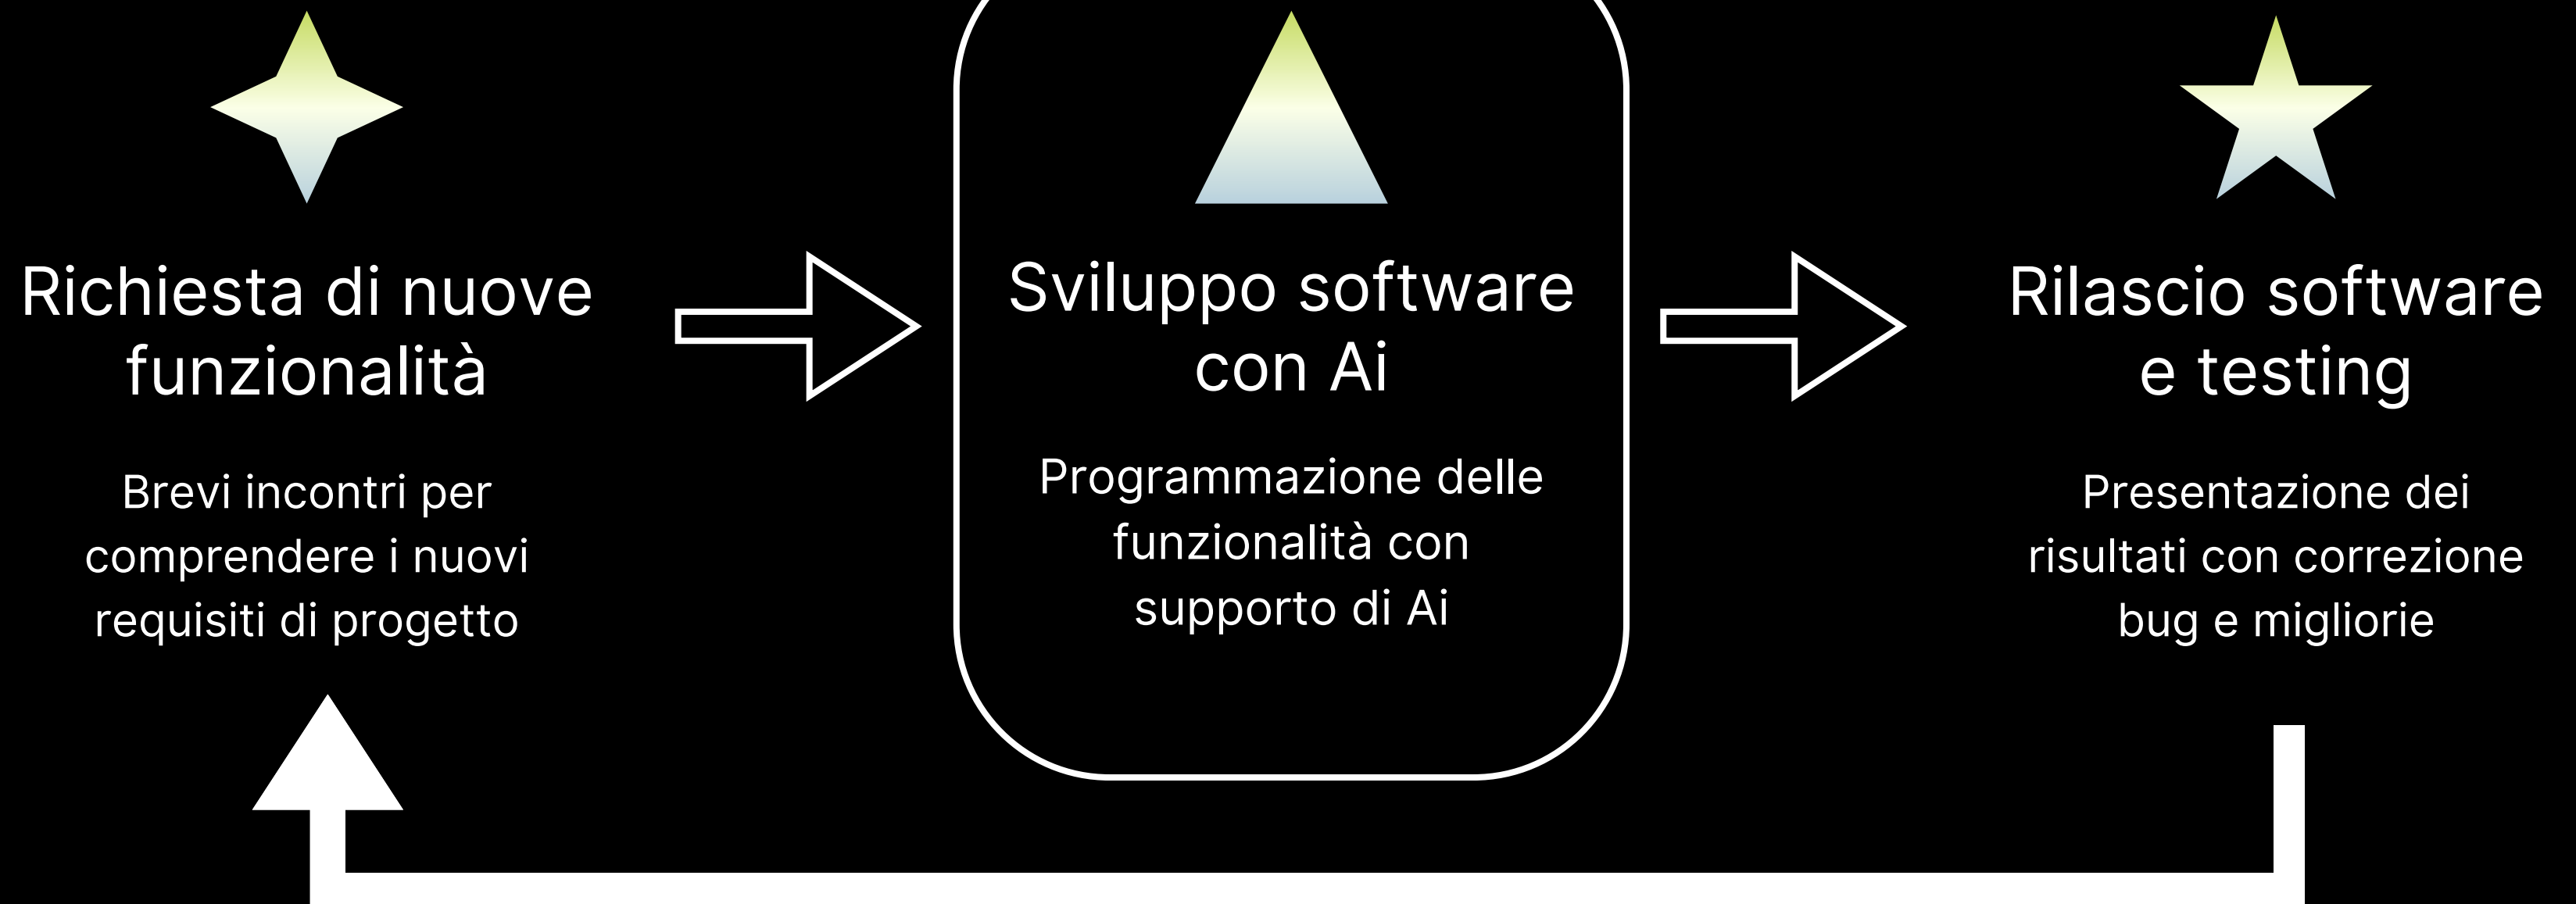 Richiesta di nuove
funzionalità
Brevi incontri per
comprendere i nuovi
requisiti di progetto
Sviluppo software
con Ai
Programmazione delle
funzionalità con
supporto di Ai
Rilascio software
e testing
Presentazione dei
risultati con correzione
bug e migliorie